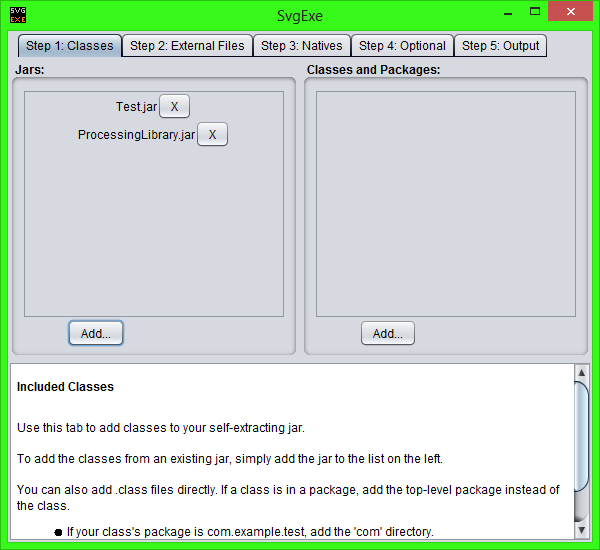 SVG
EXE
SvgExe
Step 1: Classes Step 2: External Files Step 3: Natives Step 4: Optional Step 5: Output
Jars: Classes and Packages:
Test.jar X
ProcessingLibrary.jar X
Add... Add...
Included Classes
Use this tab to add classes to your self-extracting jar.
To add the classes from an existing jar, simply add the jar to the list on the left.
You can also add .class files directly. If a class is in a package, add the top-level package instead of
the class.
● If your class's package is com.example.test, add the 'com' directory.